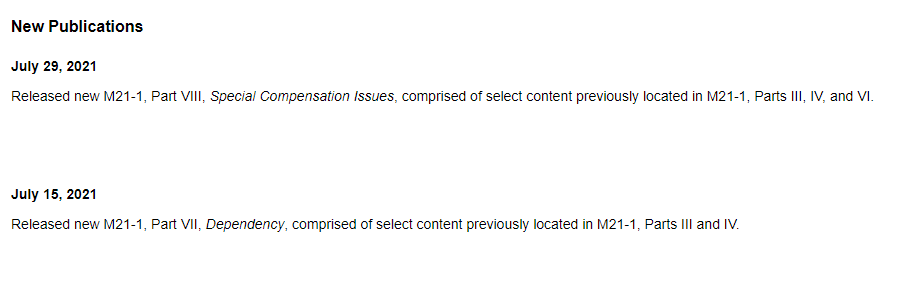 New Publications
July 29, 2021
Released new M21-1, Part VIII, Special Compensation Issues, comprised of select content previously located in M21-1, Parts III, IV, and VI.
July 15, 2021
Released new M21-1, Part VII, Dependency, comprised of select content previously located in M21-1, Parts III and IV.